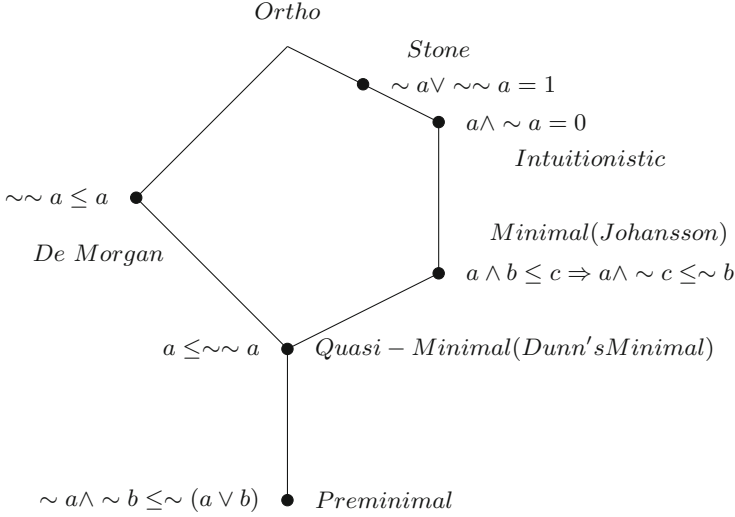 Ortho
Stone
∼ a∨ ∼∼ a = 1
a∧ ∼ a = 0
Intuitionistic
∼∼ a ≤ a
Minimal(Johansson)
De Morgan
a ∧ b ≤ c ⇒ a∧ ∼ c ≤∼ b
a ≤∼∼ a
Quasi − Minimal(Dunn′sMinimal)
∼ a∧ ∼ b ≤∼ (a ∨ b)
Preminimal